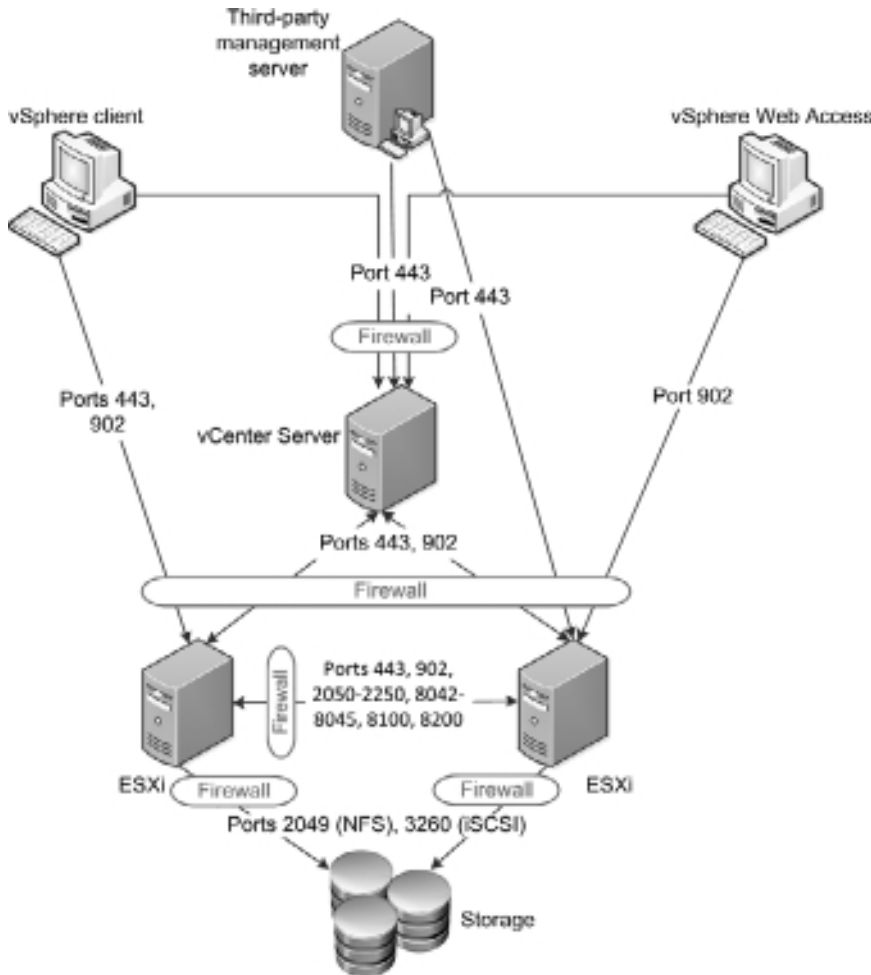 Third-party
management
server
vSphere client
vSphere Web Access
Port 443
Port 443
Firewall
Ports 443,
902
Port 902
vCenter Server
Ports 443, 902
Firewall
Ports 443, 902,
2050-2250, 8042-
8045, 8100, 8200
Firewall
ESXi
Firewall
Firewall
ESXi
Ports 2049 (NFS), 3260 (iSCSI)
Storage